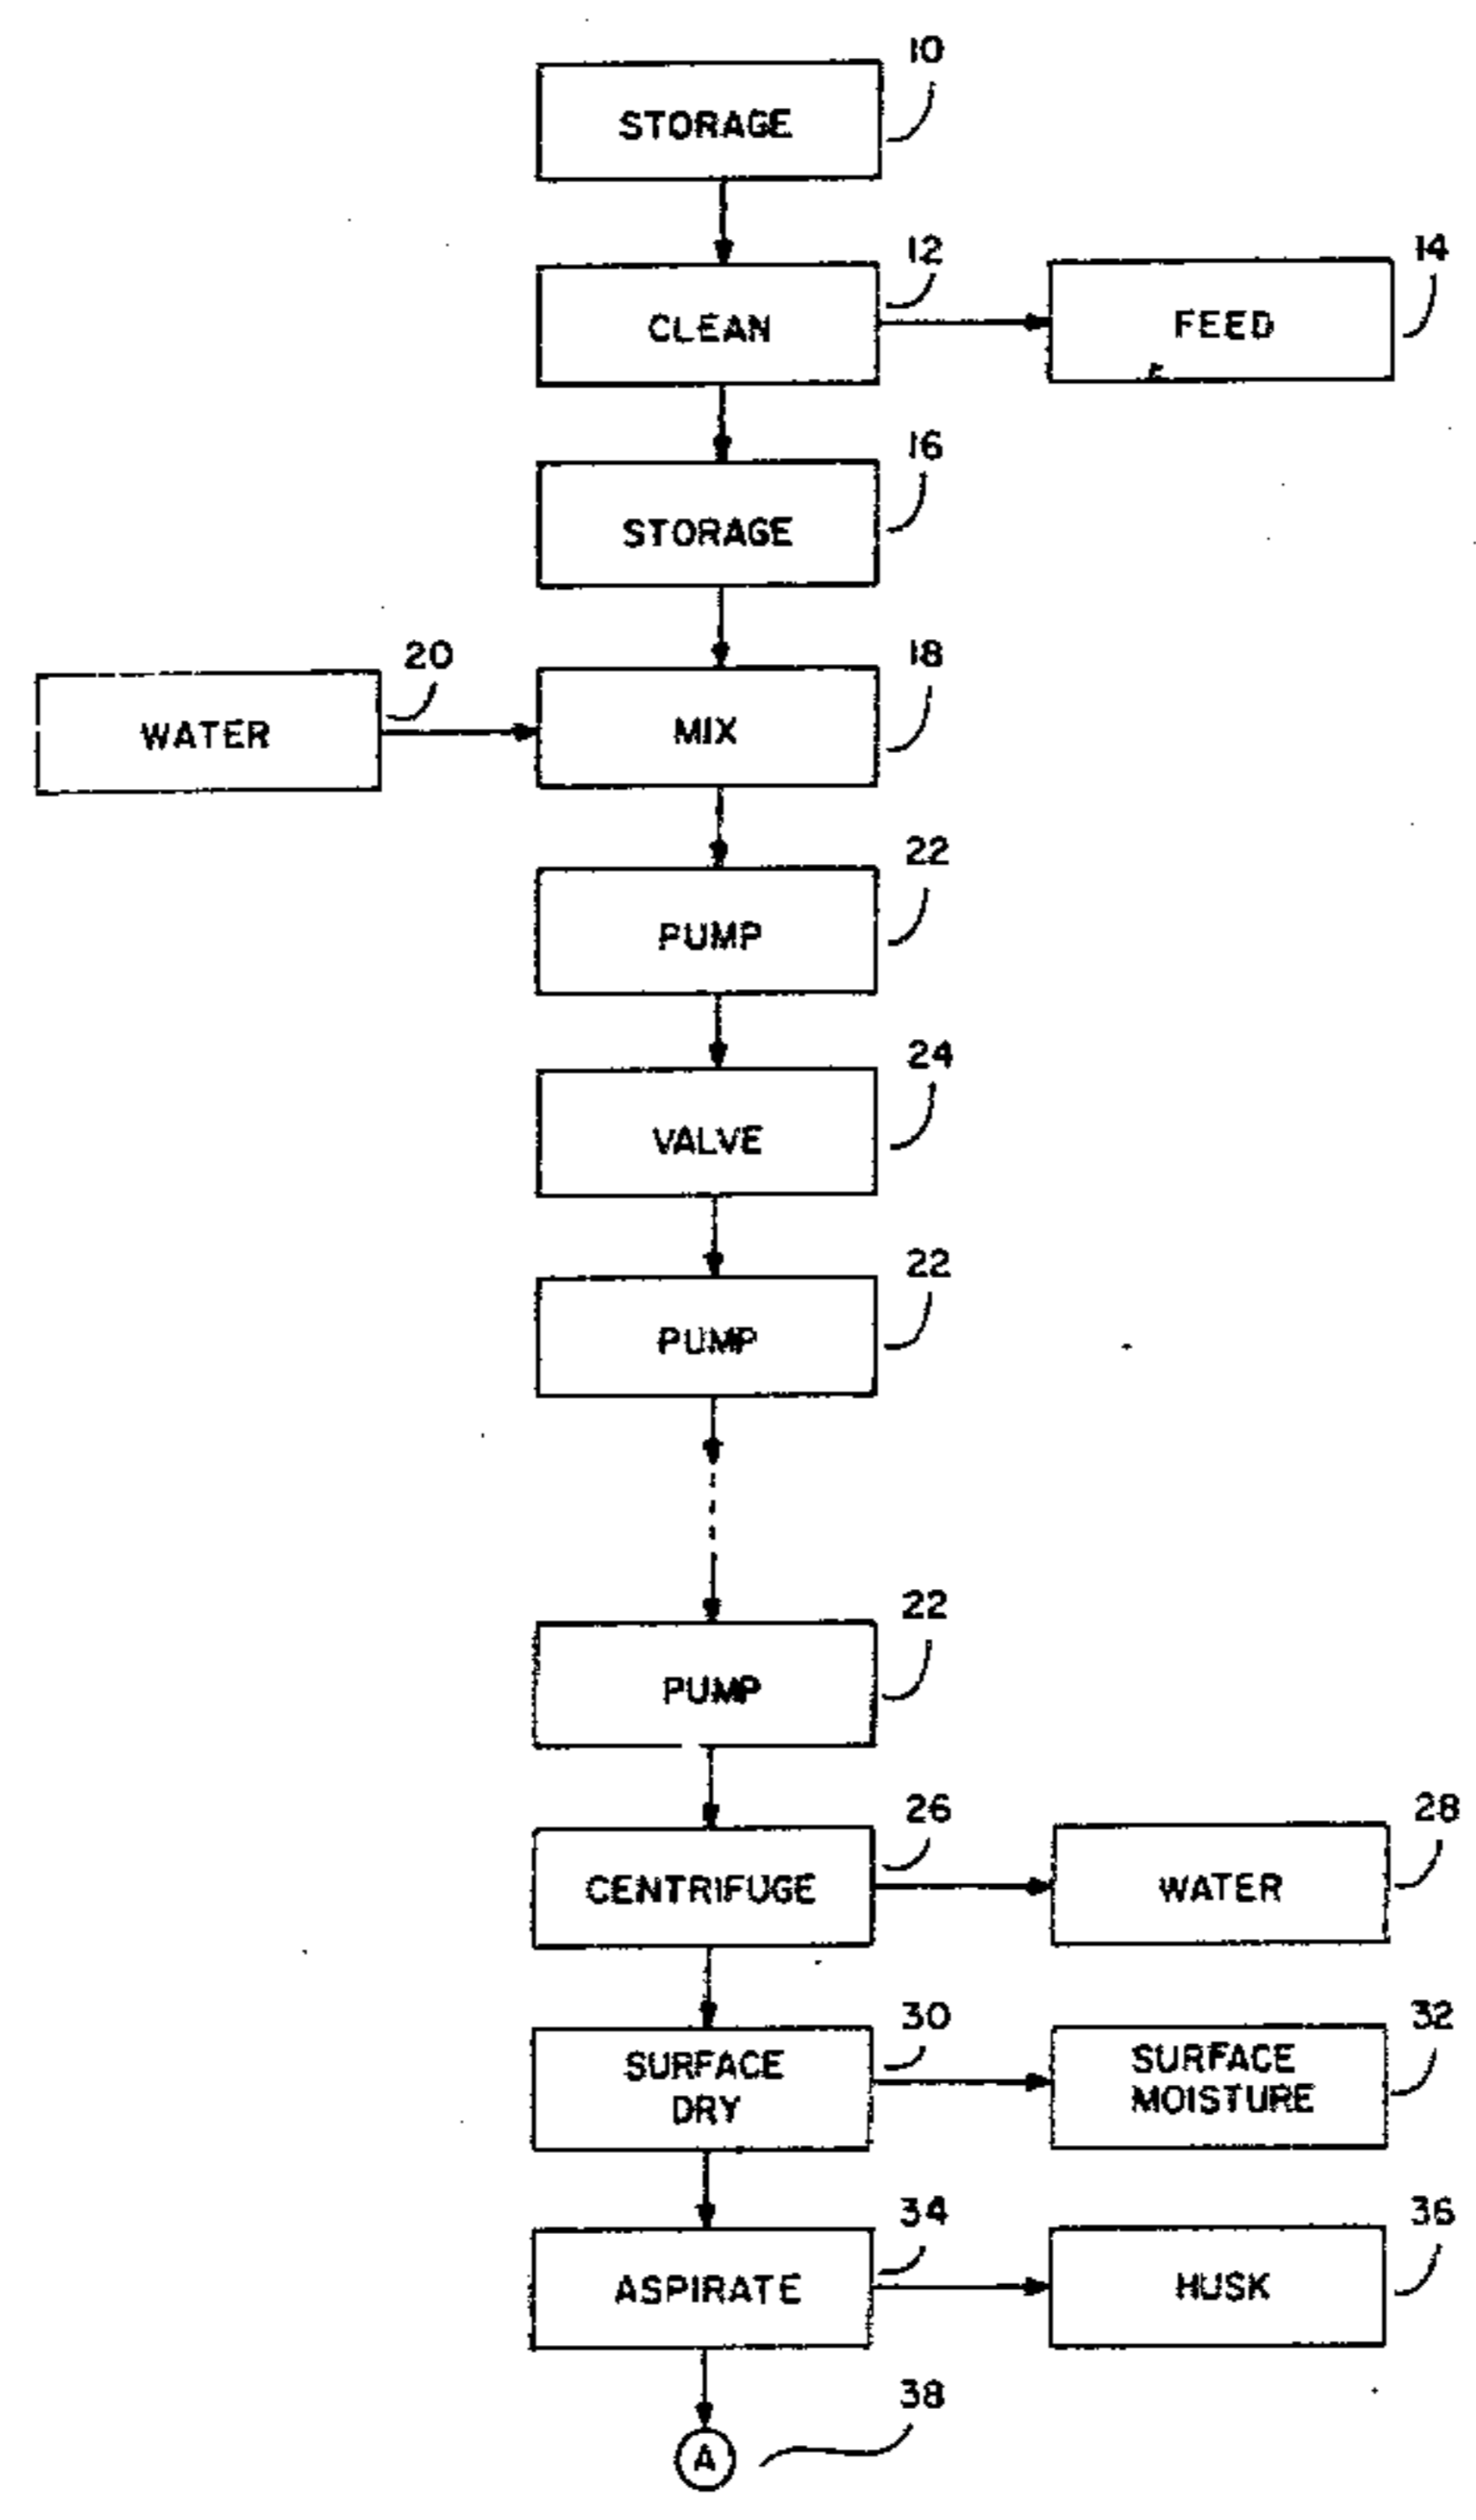 10
STORAGE
12
14
CLEAN
FEED
16
STORAGE
20
18
WATER
MIX
22
PUMP
24
VALVE
22
PUMP
22
PUMP
26
28
CENTRIFUGE
WATER
30
32
SURFACE
DRY
SURFACE
MOISTURE
34
36
ASPIRATE
HUSK
38
A